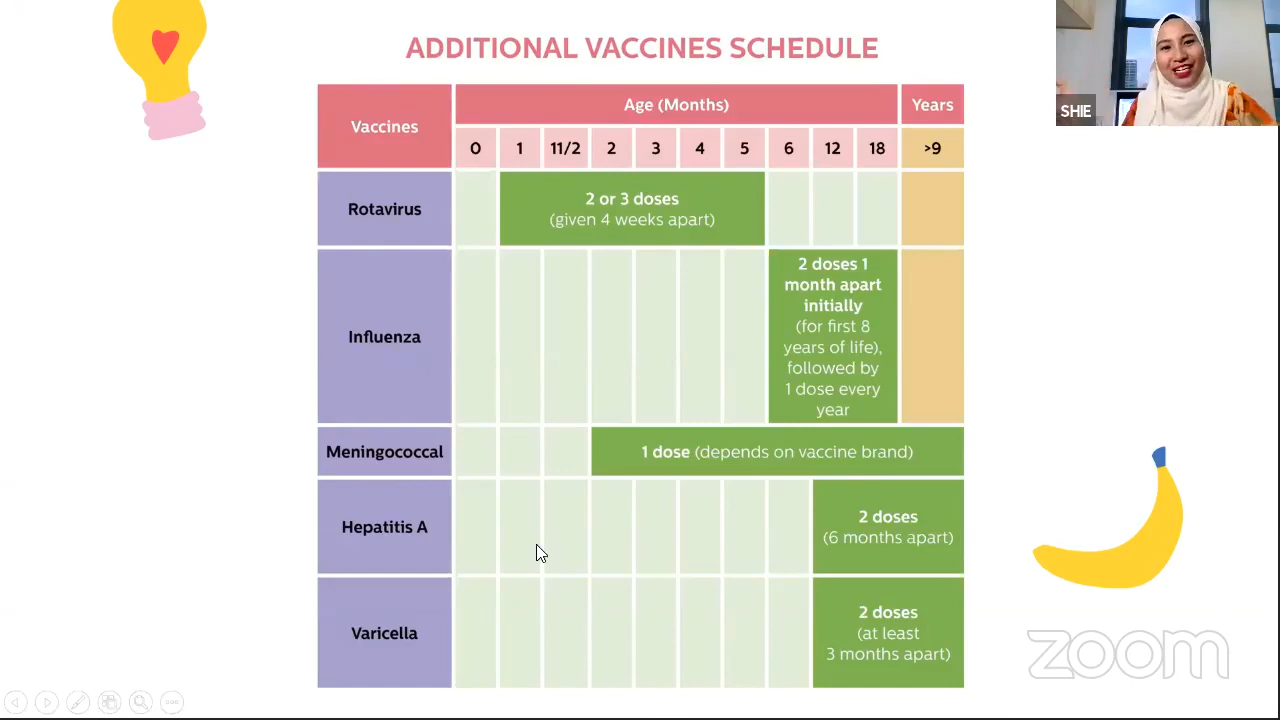 ADDITIONAL VACCINES SCHEDULE
SHIE
Vaccines
Age (Months)
Years
0 1 11/2 2 3 4 5 6 12 18 >9
Rotavirus
2 or 3 doses
(given 4 weeks apart)
Influenza
2 doses 1
month apart
initially
(for first 8
years of life),
followed by
1 dose every
year
Meningococcal
1 dose (depends on vaccine brand)
Hepatitis A
2 doses
(6 months apart)
Varicella
2 doses
(at least
3 months apart)
zoom